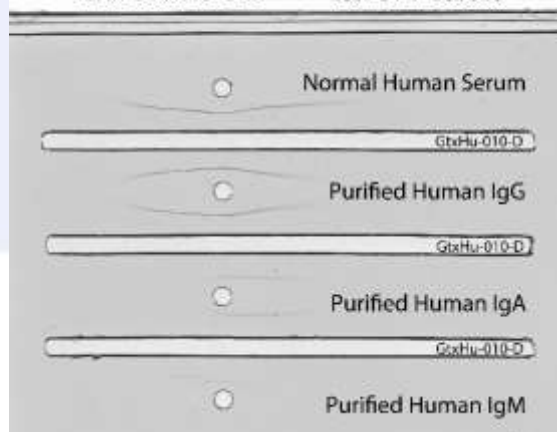 Normal Human Serum
GtxHu-010-D
Purified Human IgG
GtxHu-010-D
Purified Human IgA
GtxHu-010-D
Purified Human IgM